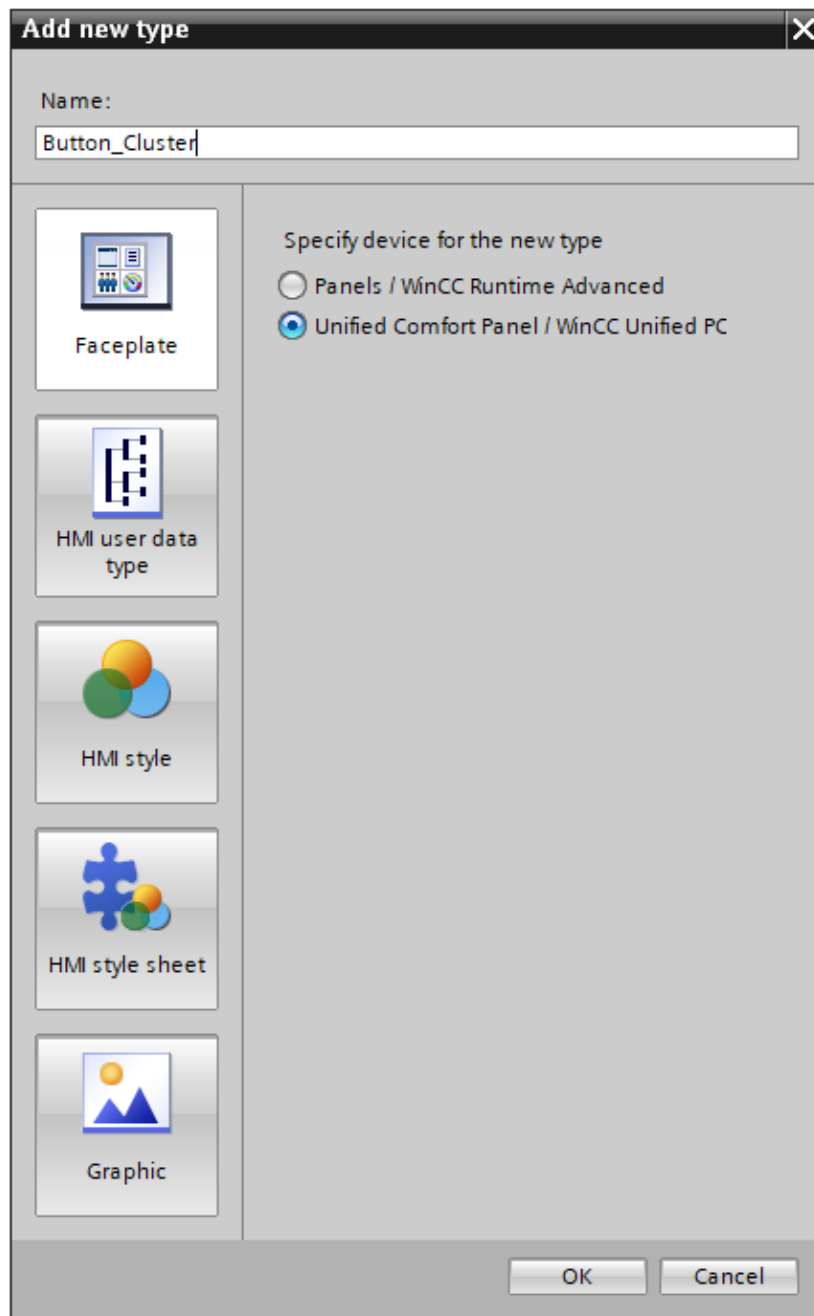 Add new type
Name:
Button_Cluster
Faceplate
Specify device for the new type
Panels / WinCC Runtime Advanced
Unified Comfort Panel / WinCC Unified PC
HMI user data
type
HMI style
HMI style sheet
Graphic
OK
Cancel